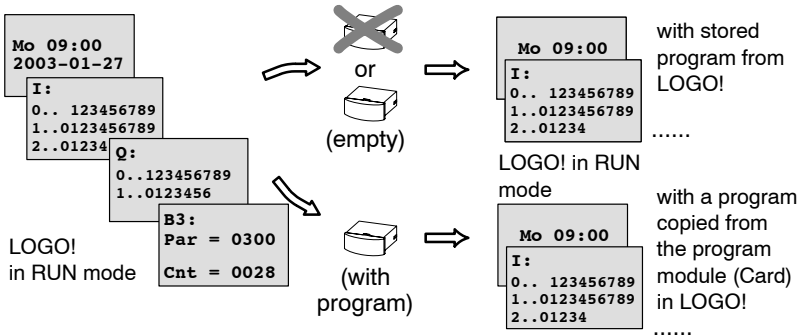 Mo 09:00
2003-01-27
I:
0.. 123456789
1..0123456789
2..01234
Q:
0..123456789
1..0123456
B3:
Par = 0300
Cnt = 0028
LOGO!
in RUN mode
or
(empty)
(with
program)
Mo 09:00
I:
0.. 123456789
1..0123456789
2..01234
with stored
program from
LOGO!
......
LOGO! in RUN
mode
Mo 09:00
I:
0.. 123456789
1..0123456789
2..01234
with a program
copied from
the program
module (Card)
in LOGO!
......